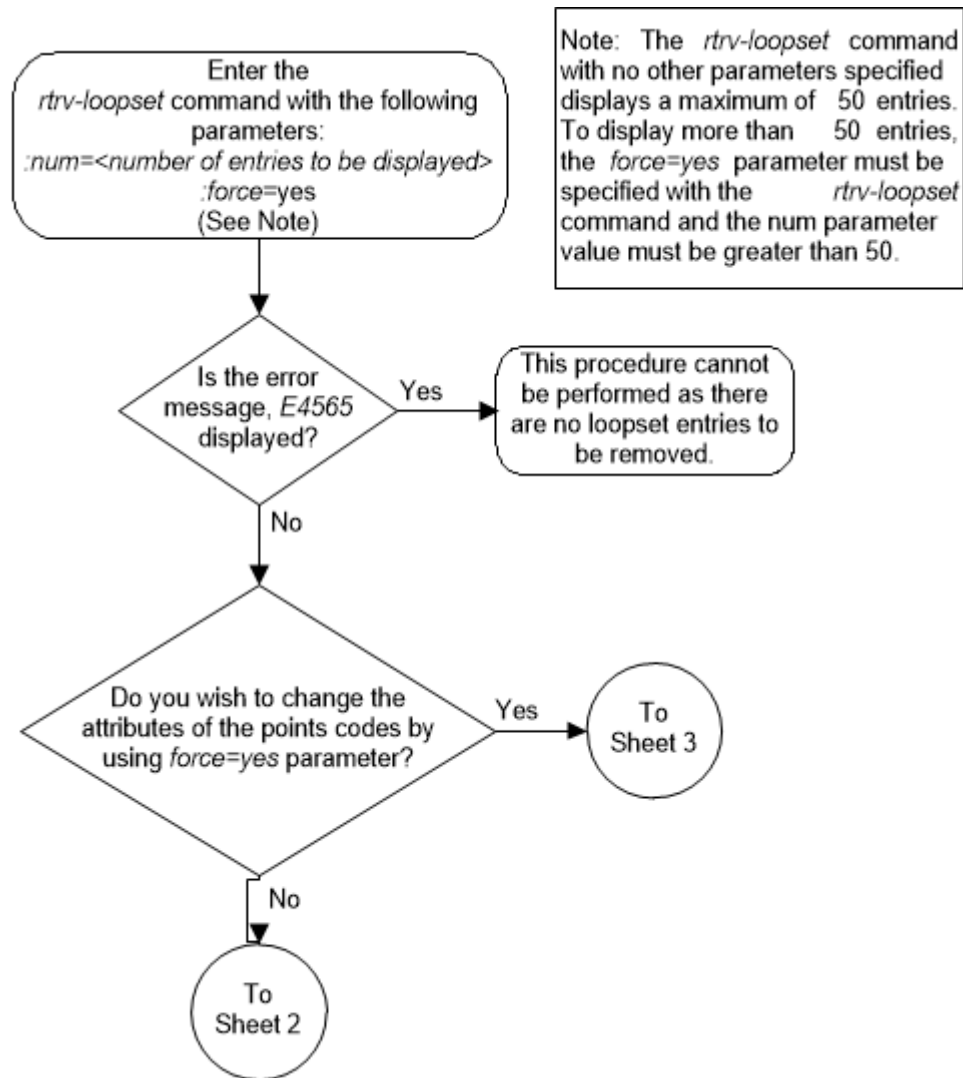 Enter the
rtrv-loopset command with the following
parameters:
:num=<number of entries to be displayed>
:force=yes
(See Note)
Note: The rtrv-loopset command
with no other parameters specified
displays a maximum of 50 entries.
To display more than 50 entries,
the force=yes parameter must be
specified with the rtrv-loopset
command and the num parameter
value must be greater than 50.
Is the error
message, E4565
displayed?
Yes
This procedure cannot
be performed as there
are no loopset entries to
be removed.
No
Do you wish to change the
attributes of the points codes by
using force=yes parameter?
Yes
To
Sheet 3
No
To
Sheet 2